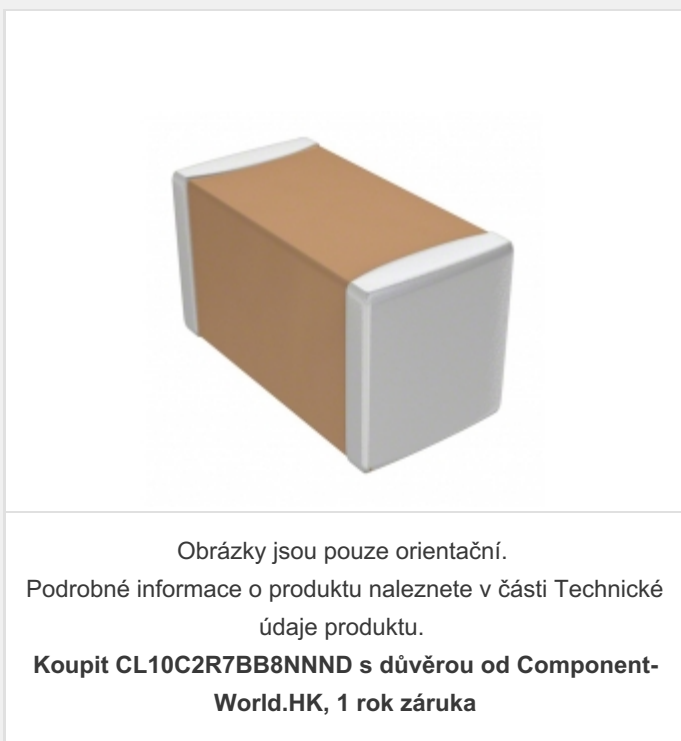 Obrázky jsou pouze orientační.
Podrobné informace o produktu naleznete v části Technické
údaje produktu.
Koupit CL10C2R7BB8NNND s důvěrou od Component-
World.HK, 1 rok záruka